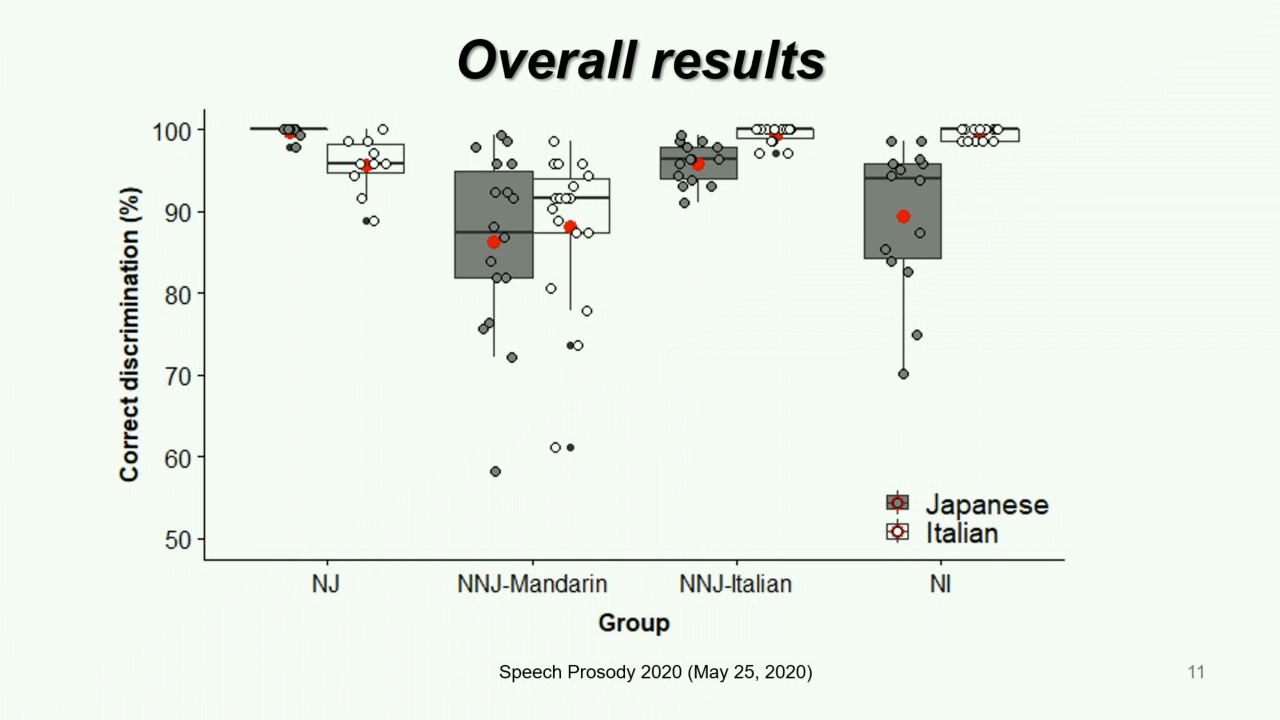 Overall results
Correct discrimination (%)
100
90
80
70
60
50
Japanese
Italian
NJ
NNJ-Mandarin
NNJ-Italian
NI
Group
Speech Prosody 2020 (May 25, 2020)
11